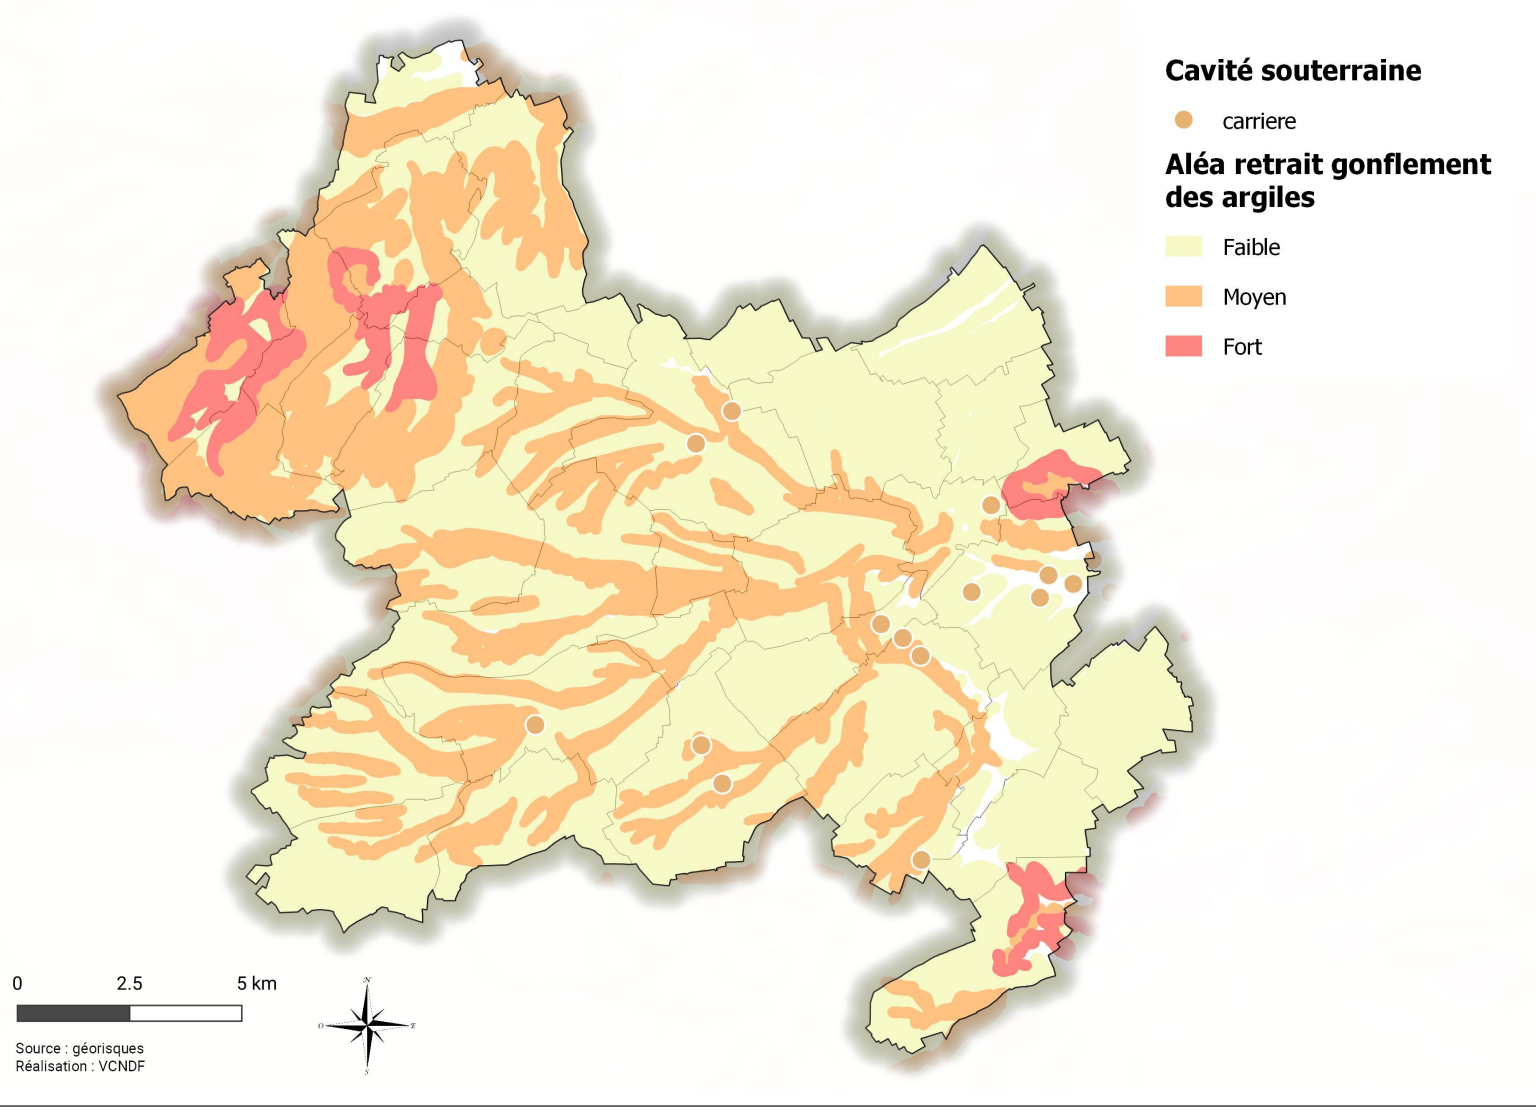 Cavité souterraine
carriere
Aléa retrait gonflement
des argiles
Faible
Moyen
Fort
0 2.5 5 km
Source : géorisques
Réalisation : VCNDF
N
O E
S